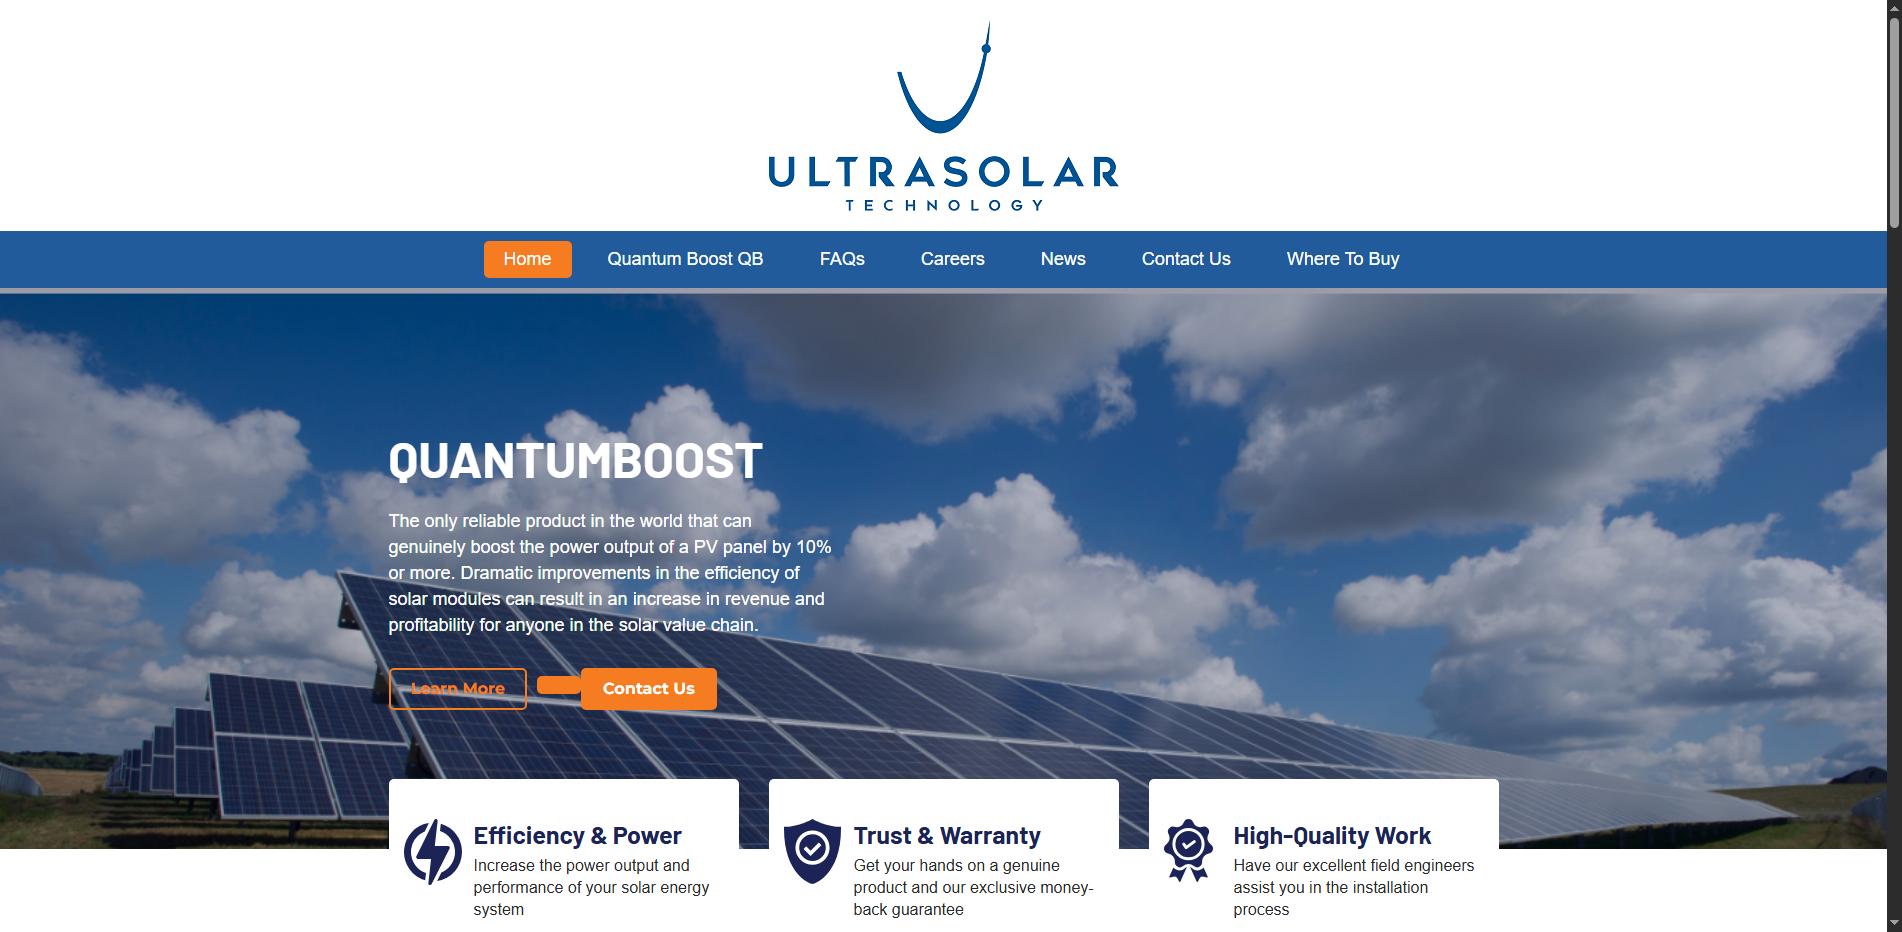 ULTRASOLAR
TECHNOLOGY
Home
Quantum Boost QB
FAQs
Careers
News
Contact Us
Where To Buy
QUANTUMBOOST
The only reliable product in the world that can
genuinely boost the power output of a PV panel by 10%
or more. Dramatic improvements in the efficiency of
solar modules can result in an increase in revenue and
profitability for anyone in the solar value chain.
Learn More
Contact Us
Efficiency & Power
Increase the power output and
performance of your solar energy
system
Trust & Warranty
Get your hands on a genuine
product and our exclusive money-
back guarantee
High-Quality Work
Have our excellent field engineers
assist you in the installation
process